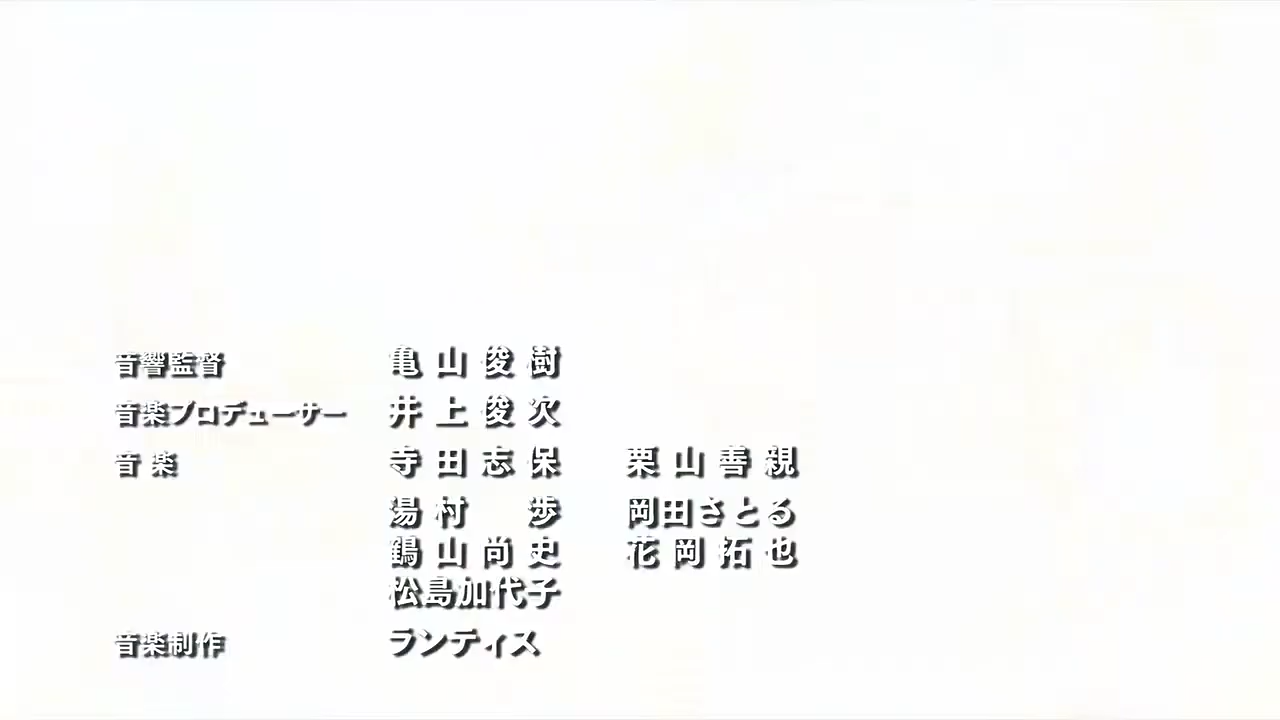 音響監督 亀山俊樹
音楽プロデューサー 井上俊次
音楽 寺田志保 栗山善親
湯村 渉 岡田さとる
鶴山尚史 花岡拓也
松島加代子
音楽制作 ランティス